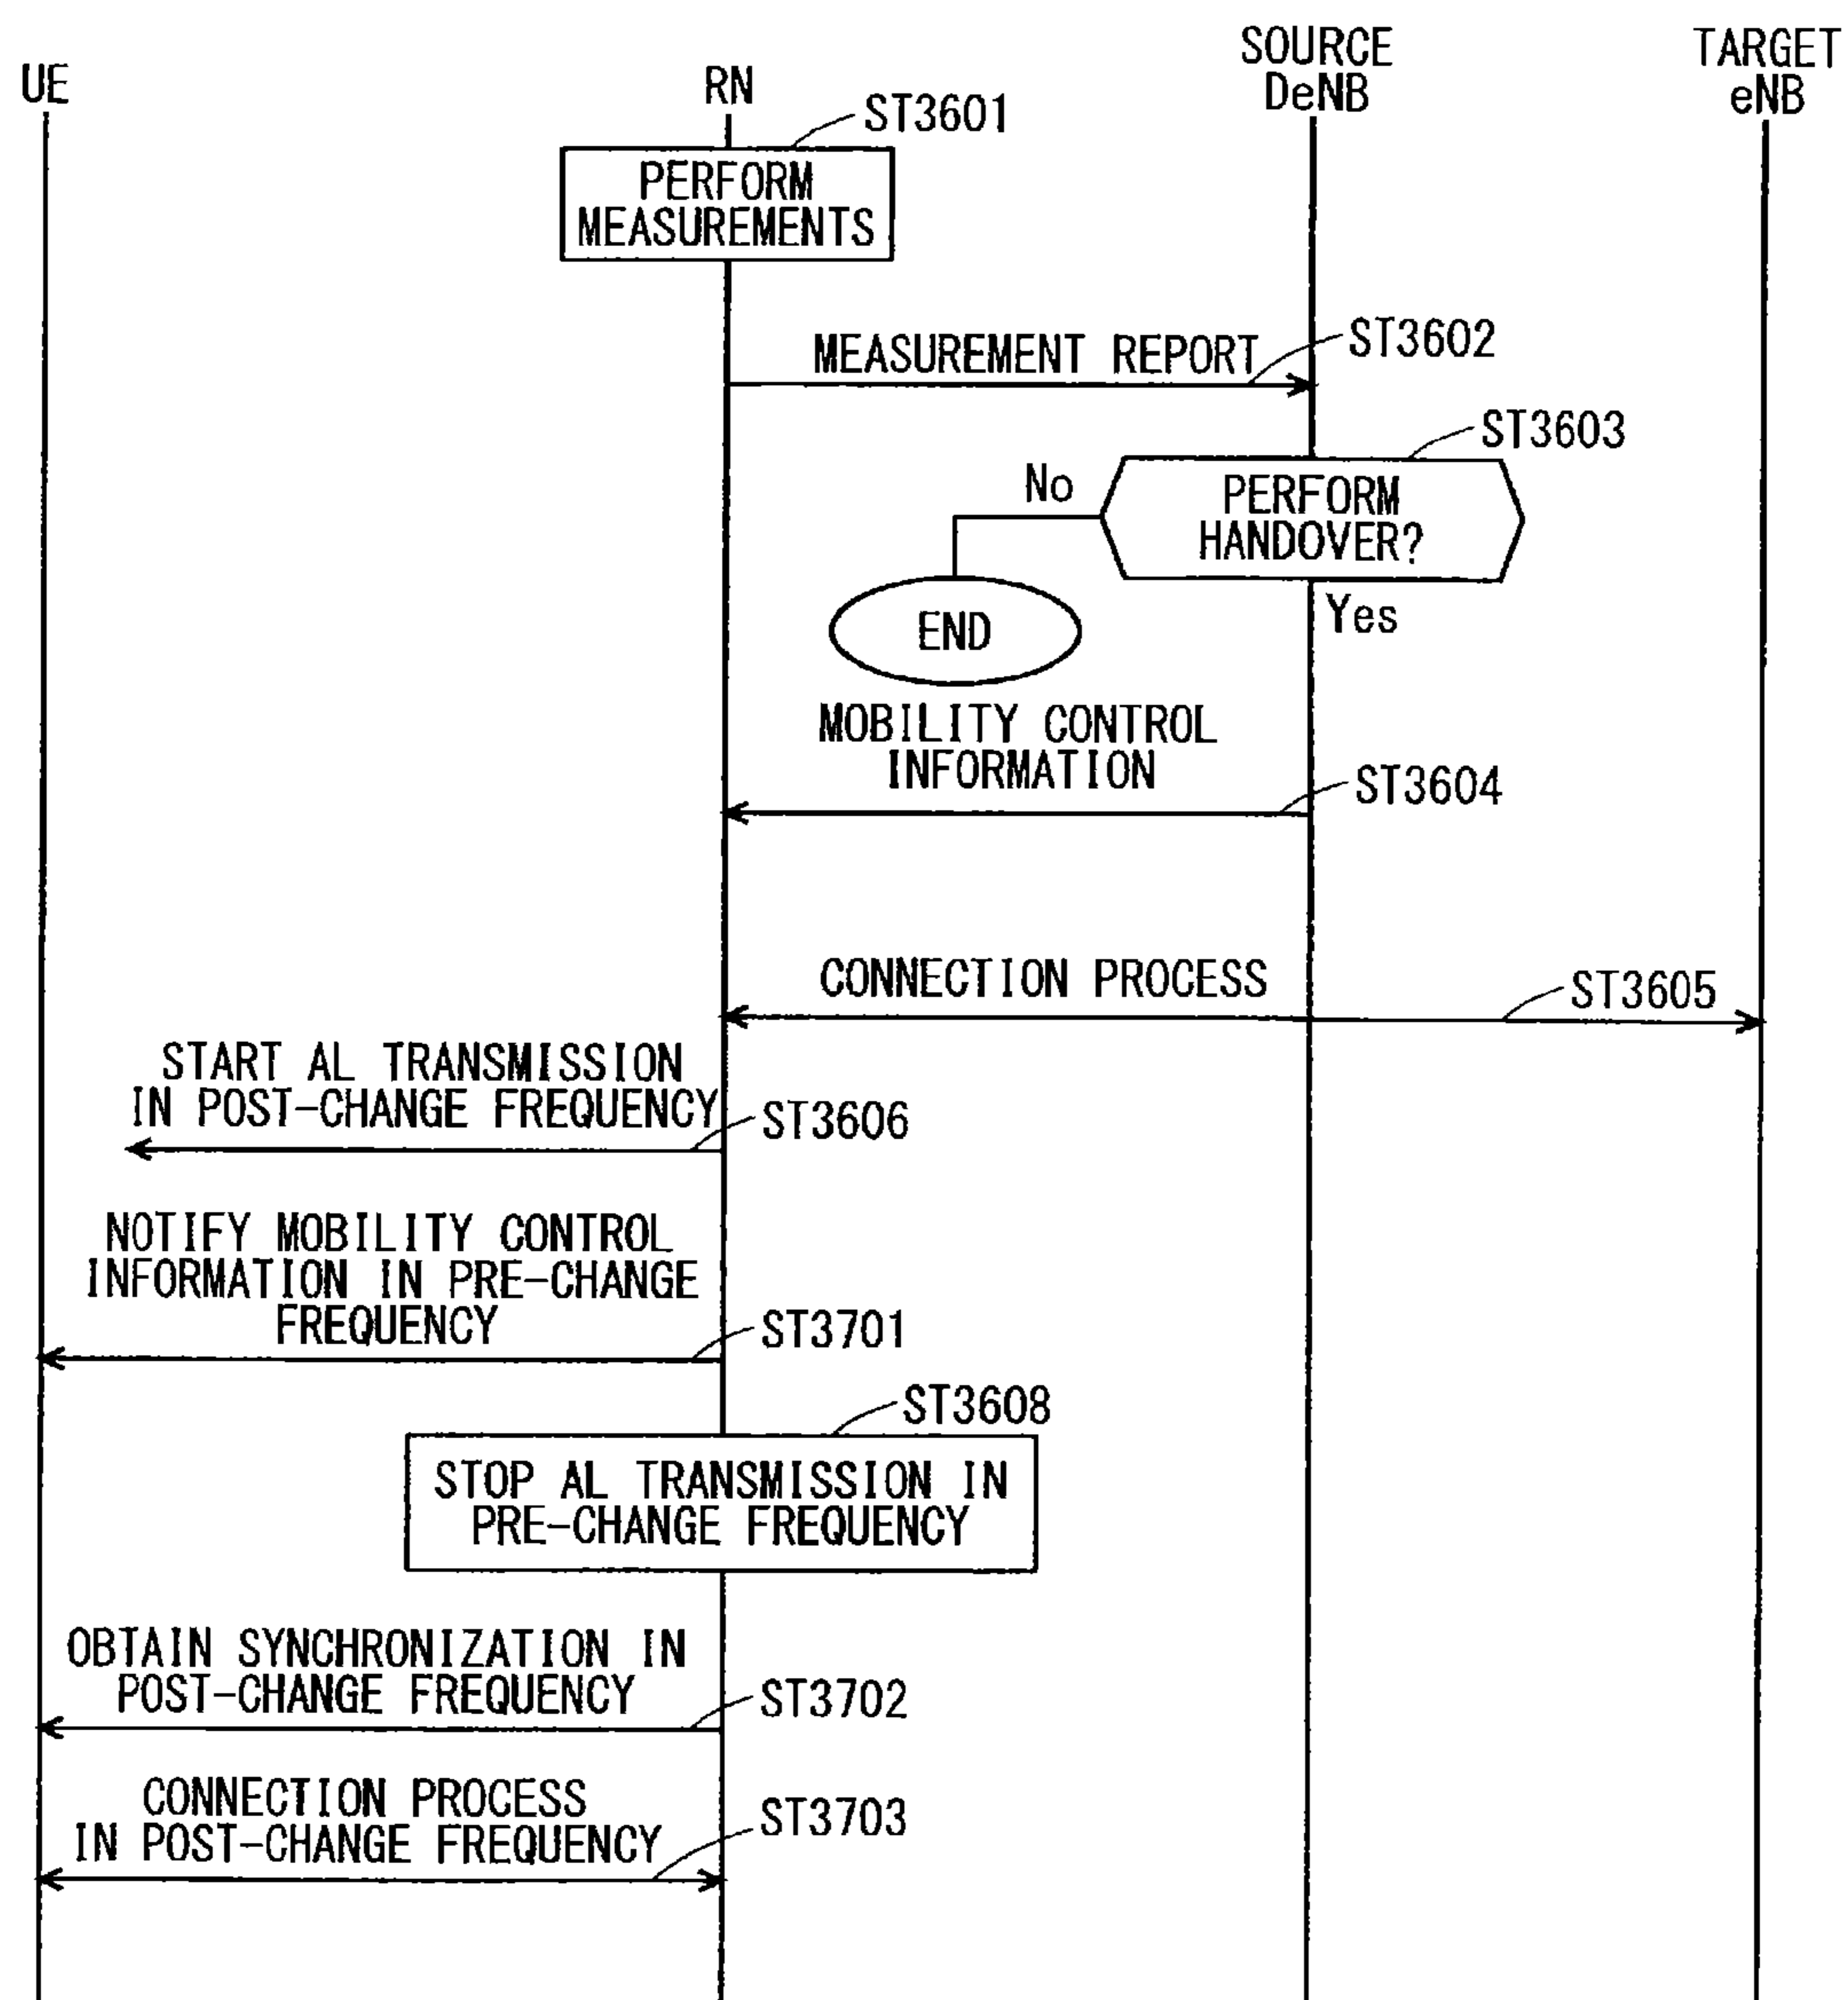 UE
RN
SOURCE
DeNB
TARGET
eNB
ST3601
PERFORM
MEASUREMENTS
MEASUREMENT REPORT
ST3602
ST3603
No
PERFORM
HANDOVER?
END
Yes
MOBILITY CONTROL
INFORMATION
ST3604
CONNECTION PROCESS
ST3605
START AL TRANSMISSION
IN POST-CHANGE FREQUENCY
ST3606
NOTIFY MOBILITY CONTROL
INFORMATION IN PRE-CHANGE
FREQUENCY
ST3701
ST3608
STOP AL TRANSMISSION IN
PRE-CHANGE FREQUENCY
OBTAIN SYNCHRONIZATION IN
POST-CHANGE FREQUENCY
ST3702
CONNECTION PROCESS
IN POST-CHANGE FREQUENCY
ST3703